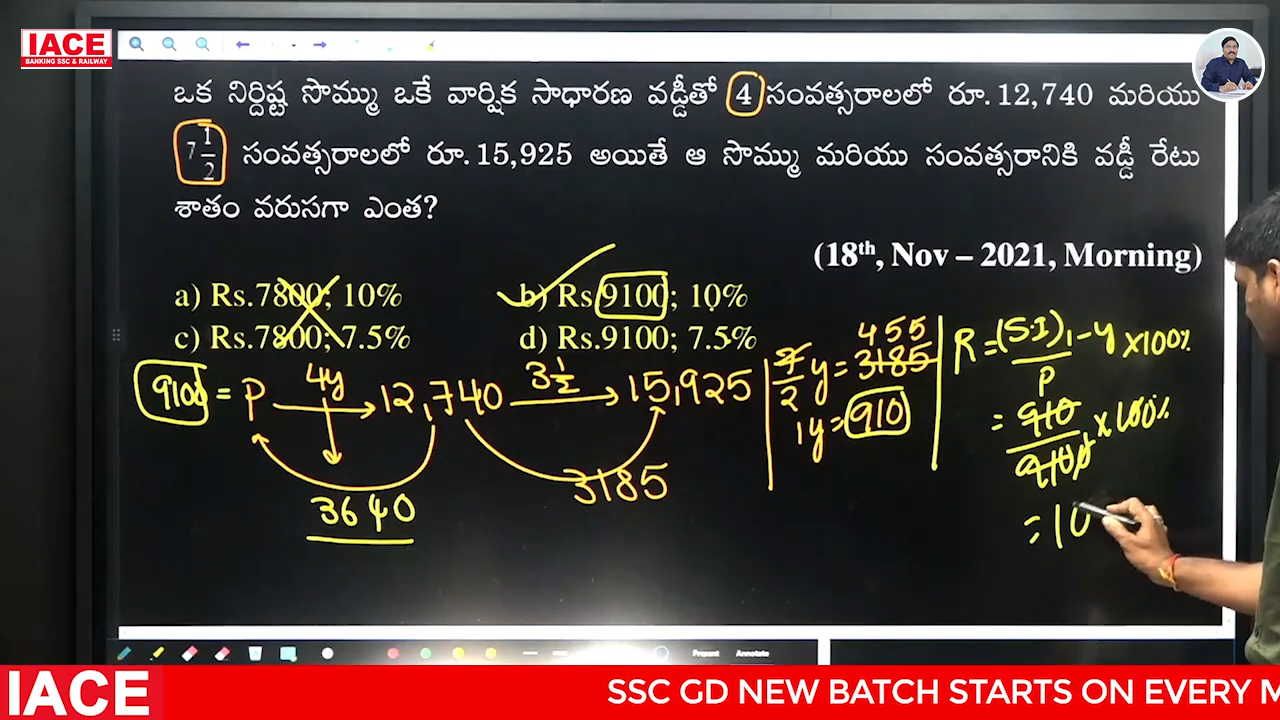 IACE
BANKING SSC & RAILWAY
ఒక నిర్దిష్ట సొమ్ము ఒకే వార్షిక సాధారణ వడ్డీతో 4 సంవత్సరాలలో రూ. 12,740 మరియు
7 1/2 సంవత్సరాలలో రూ. 15,925 అయితే ఆ సొమ్ము మరియు సంవత్సరానికి వడ్డీ రేటు
శాతం వరుసగా ఎంత?
(18th, Nov – 2021, Morning)
a) Rs.7800; 10%
b) Rs.9100; 10%
c) Rs.7800; 7.5%
d) Rs.9100; 7.5%
9100 = P 4y 12,740 3 1/2 15,925
3640
3185
455
7/2 y = 3185
1y = 910
R = (S.I) 1-y / P × 100%
= 910 / 9100 × 100%
= 10
Present Annotate
IACE
SSC GD NEW BATCH STARTS ON EVERY M